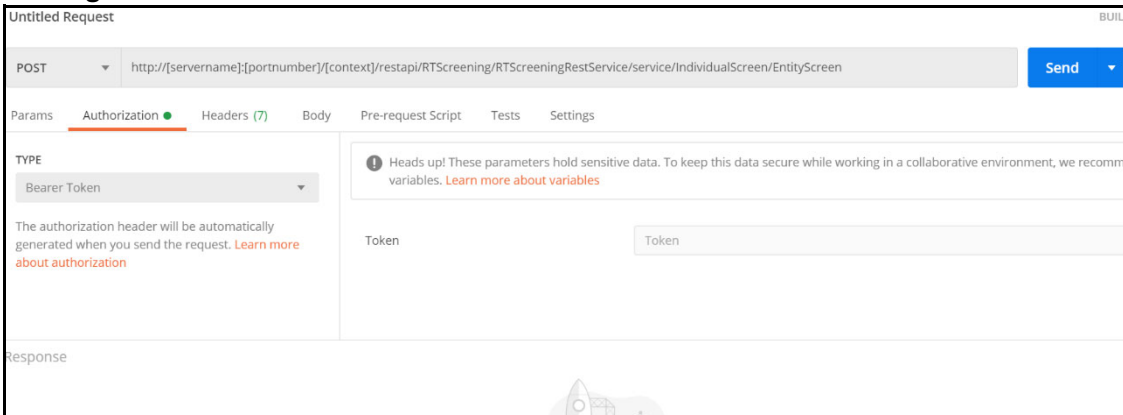 Untitled Request
BUIL
POST
http://[servername]:[portnumber]/[context]/restapi/RTScreening/RTScreeningRestService/service/IndividualScreen/EntityScreen
Send
Params Authorization Headers (7) Body Pre-request Script Tests Settings
TYPE
Bearer Token
The authorization header will be automatically
generated when you send the request. Learn more
about authorization
Heads up! These parameters hold sensitive data. To keep this data secure while working in a collaborative environment, we recomm
variables. Learn more about variables
Token
Token
Response